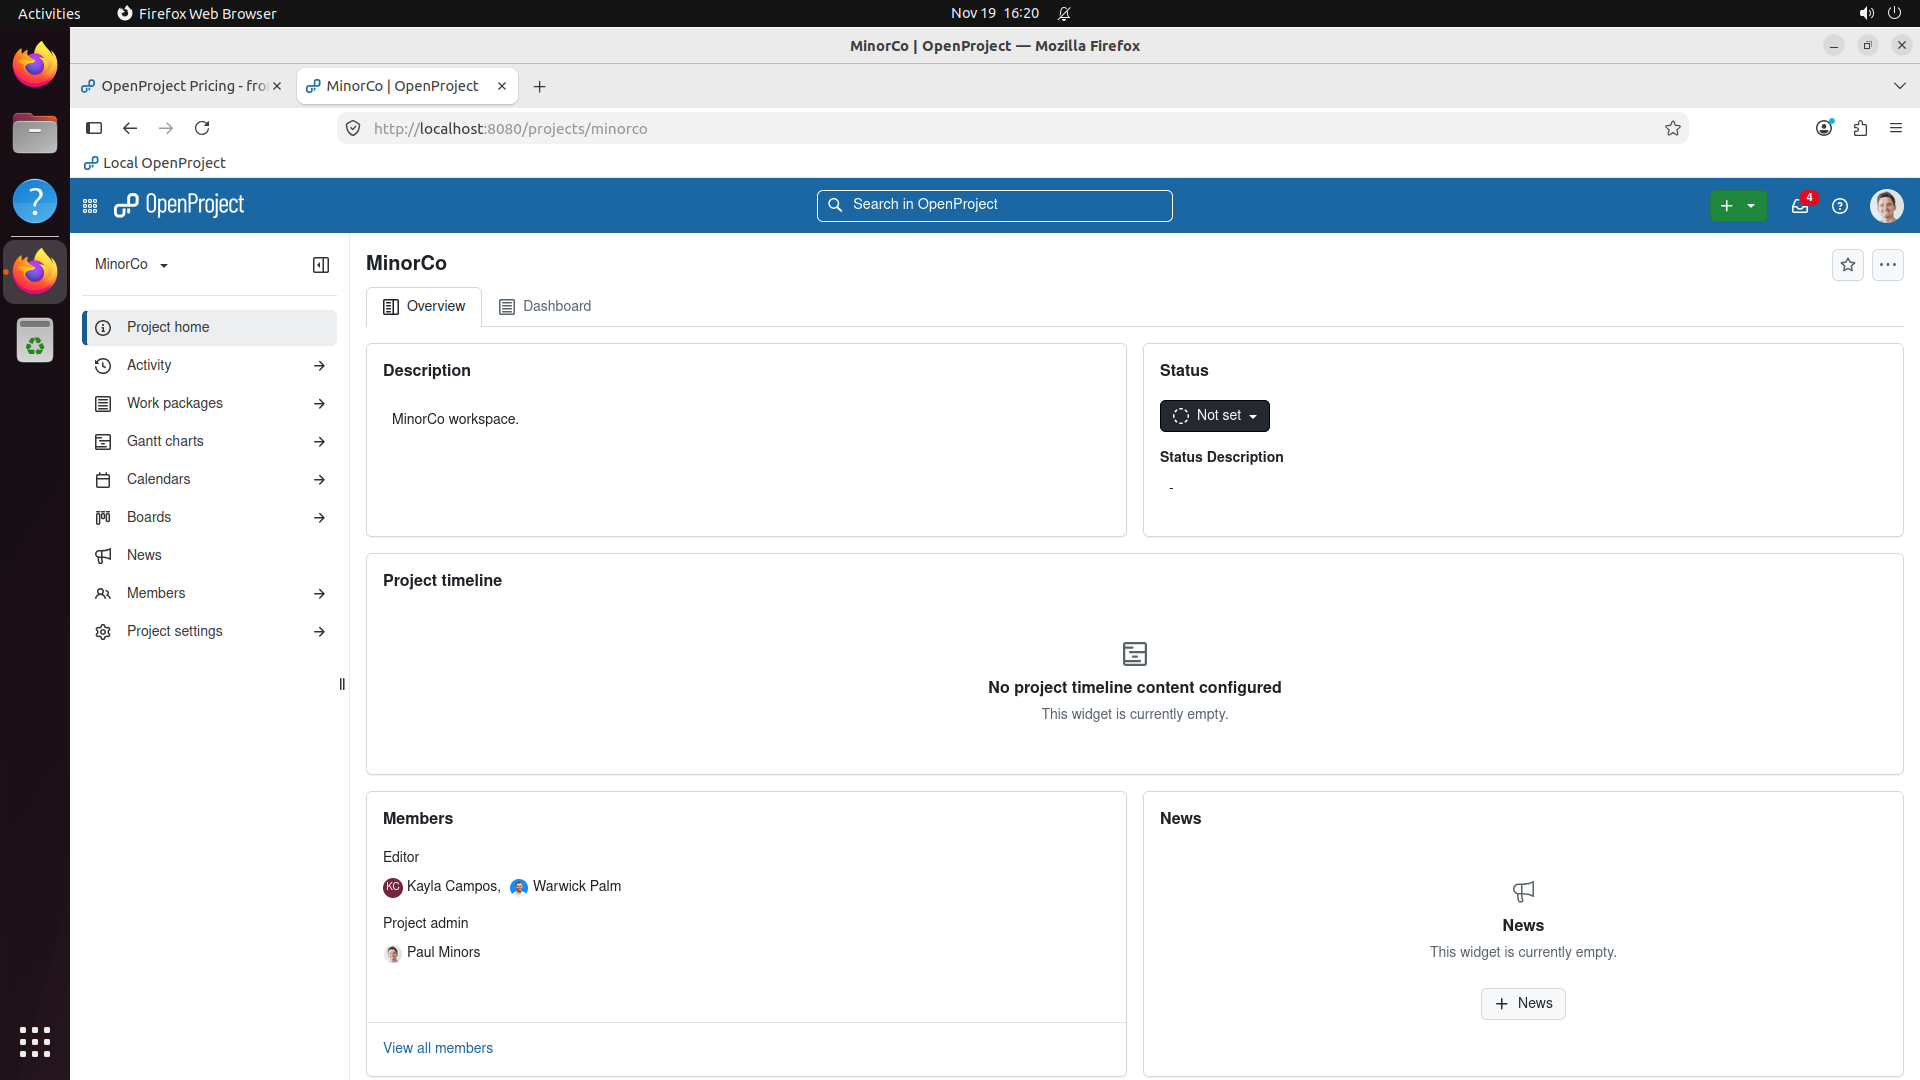 Activities
Firefox Web Browser
Nov 19 16:20
MinorCo | OpenProject — Mozilla Firefox
OpenProject Pricing - fro
MinorCo | OpenProject
http://localhost:8080/projects/minorco
Local OpenProject
OpenProject
Search in OpenProject
4
MinorCo
Project home
Activity
Work packages
Gantt charts
Calendars
Boards
News
Members
Project settings
MinorCo
Overview
Dashboard
Description
MinorCo workspace.
Status
Not set
Status Description
-
Project timeline
No project timeline content configured
This widget is currently empty.
Members
Editor
KC Kayla Campos, Warwick Palm
Project admin
Paul Minors
View all members
News
News
This widget is currently empty.
+ News